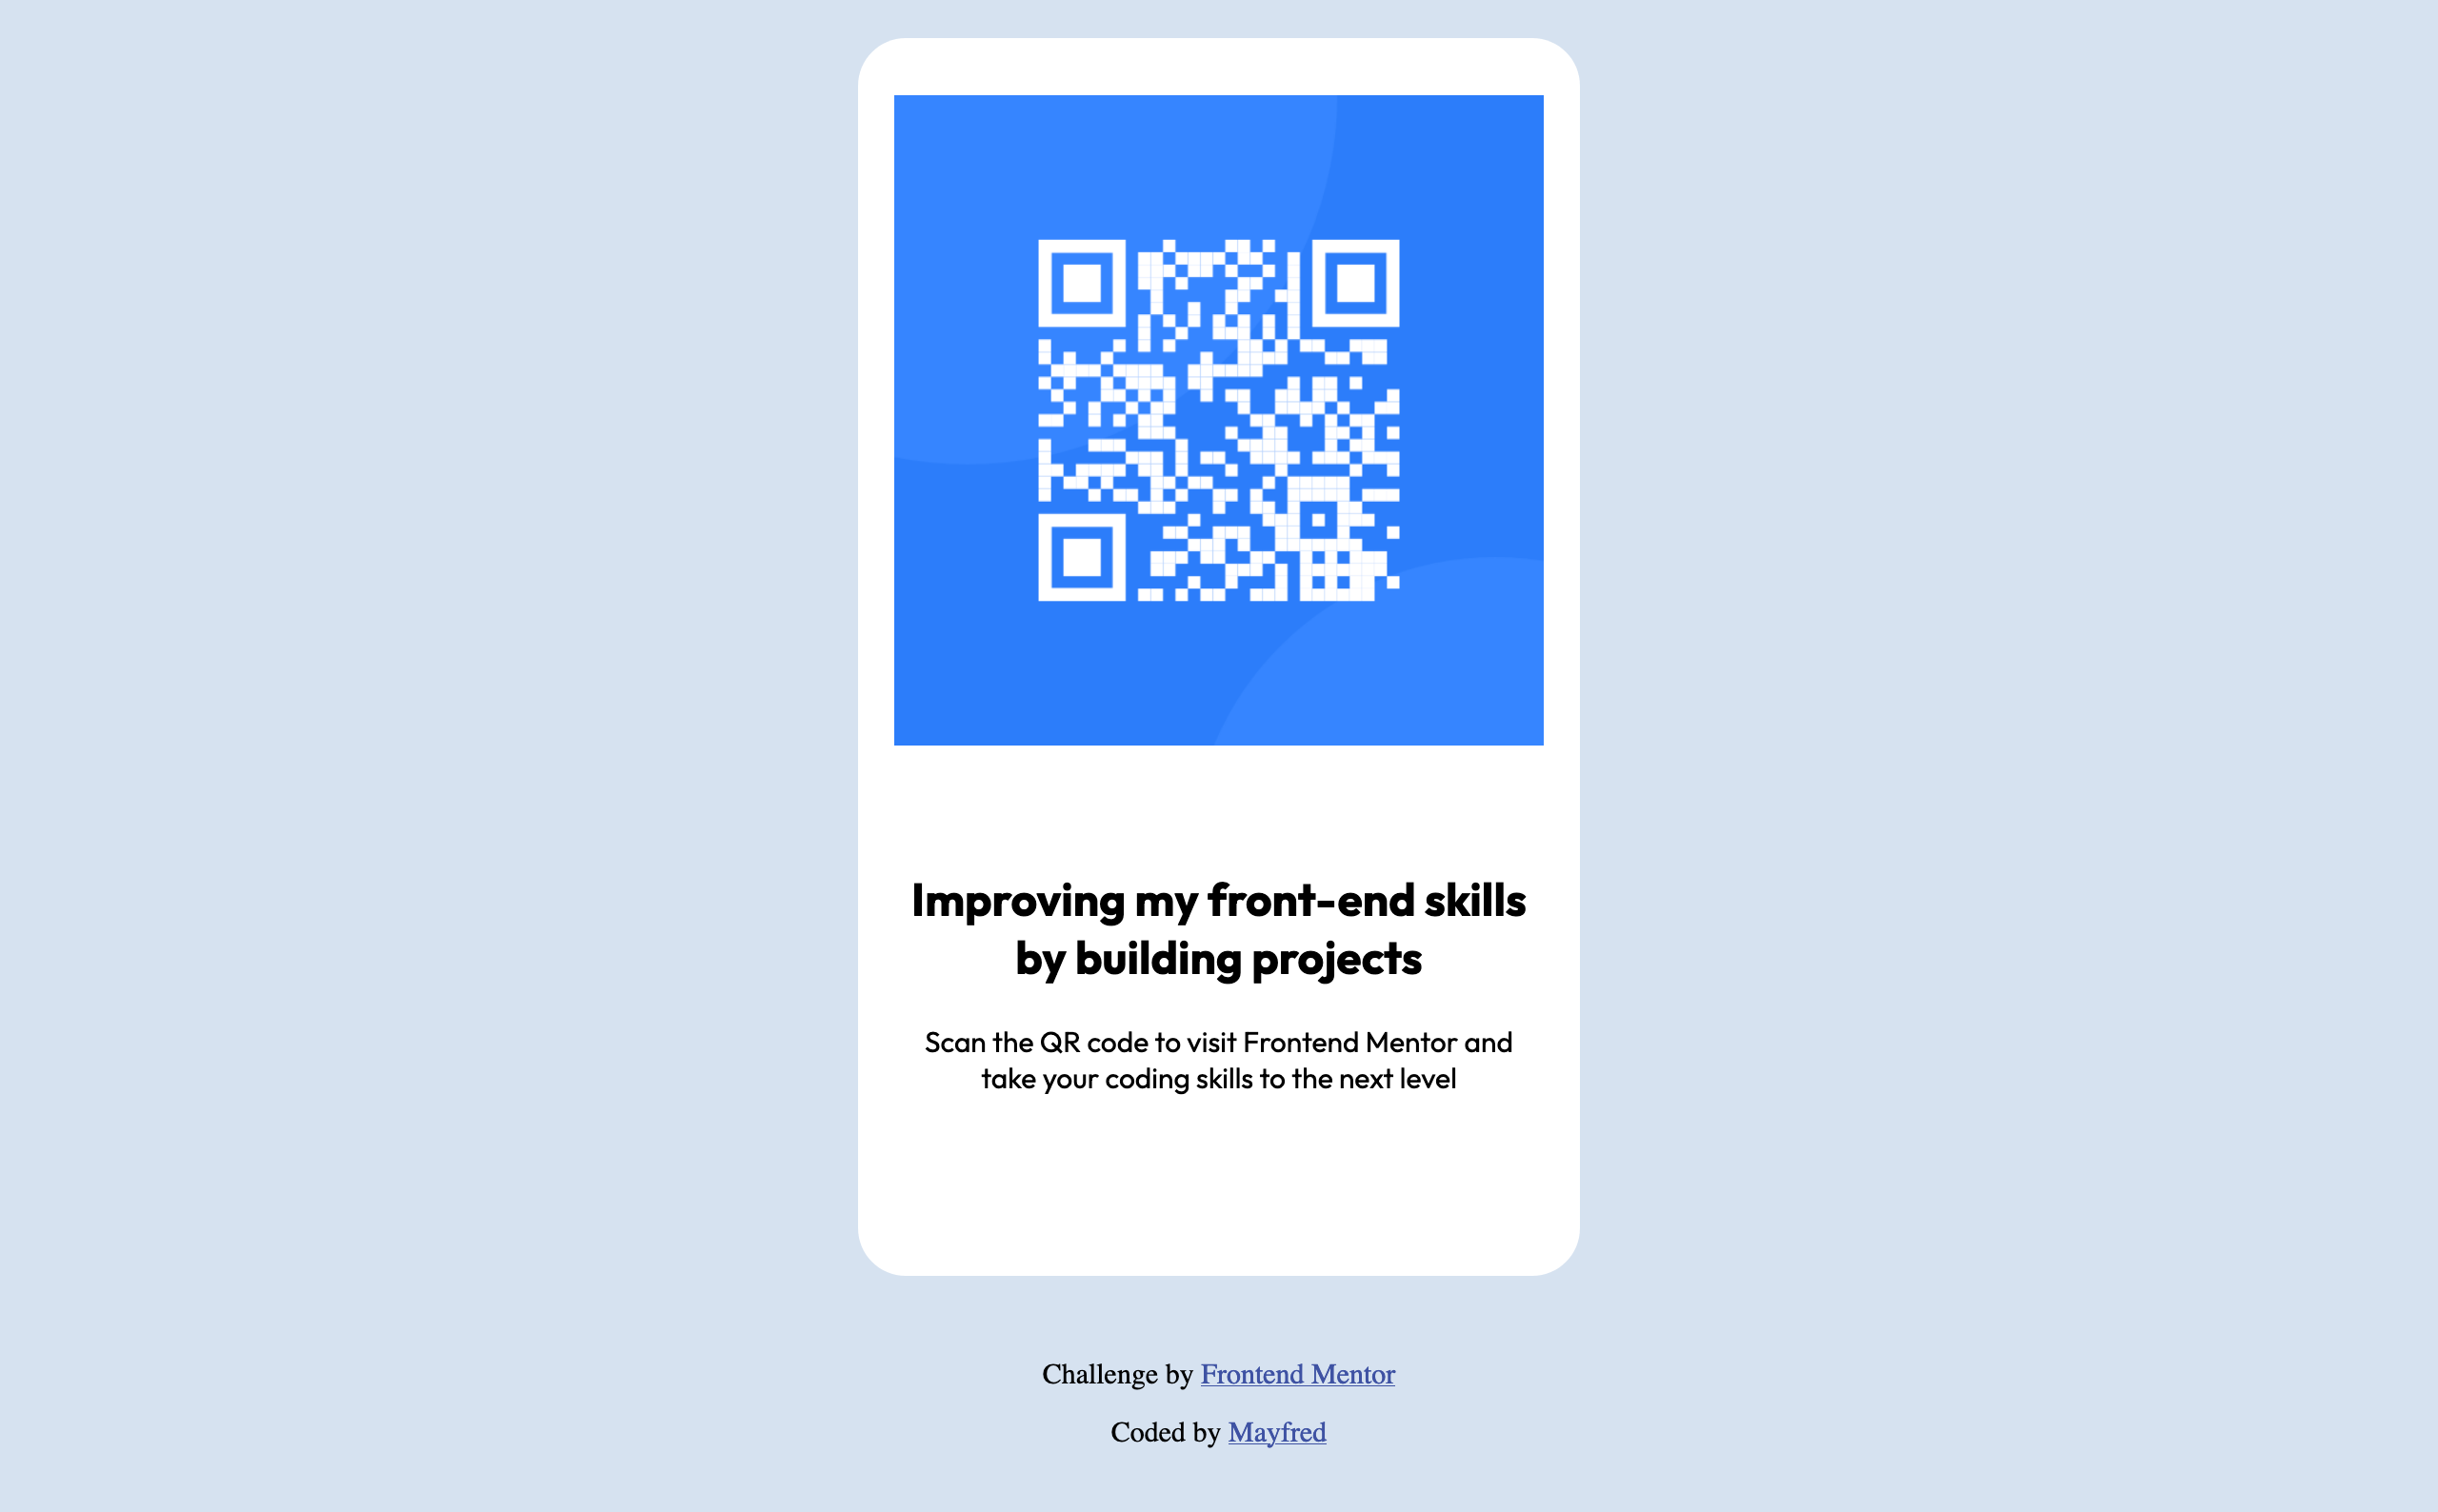 Improving my front-end skills
by building projects
Scan the QR code to visit Frontend Mentor and
take your coding skills to the next level
Challenge by Frontend Mentor
Coded by Mayfred